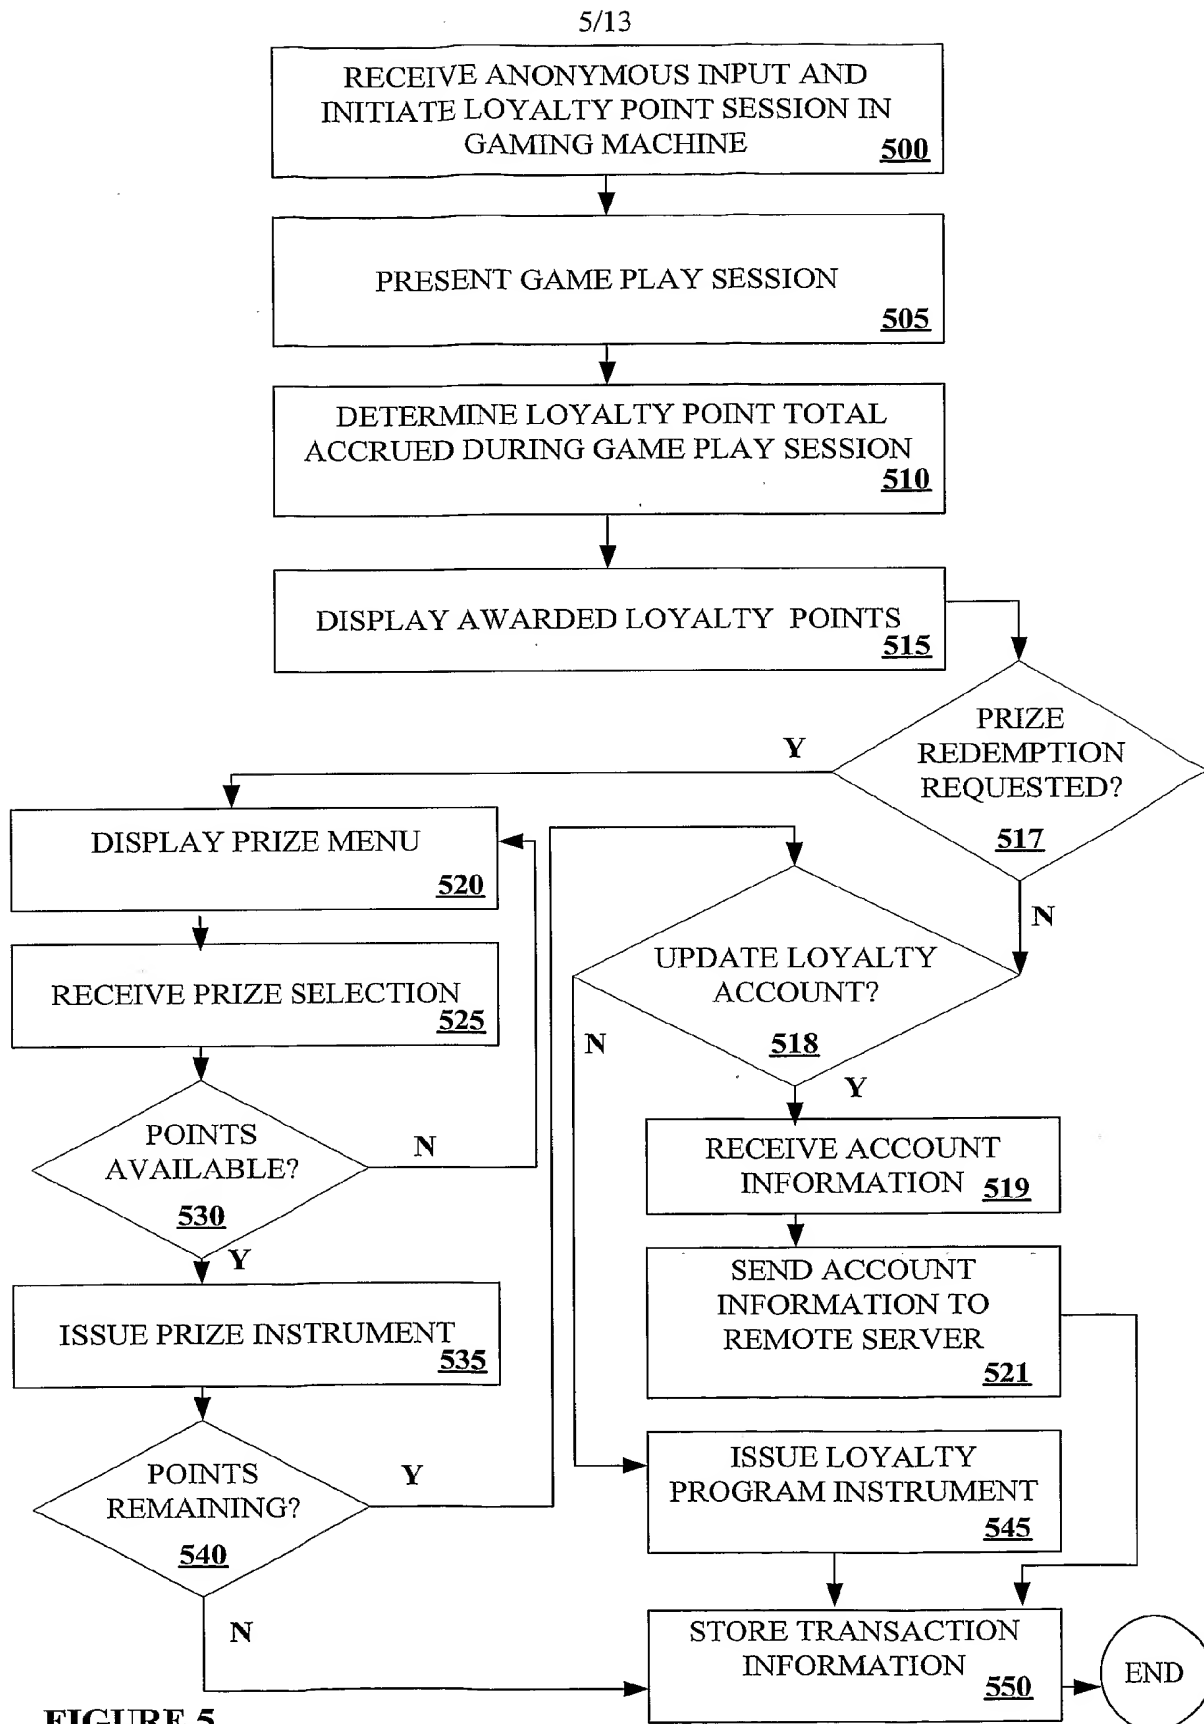 5/13
RECEIVE ANONYMOUS INPUT AND
INITIATE LOYALTY POINT SESSION IN
GAMING MACHINE 500
PRESENT GAME PLAY SESSION
505
DETERMINE LOYALTY POINT TOTAL
ACCRUED DURING GAME PLAY SESSION
510
DISPLAY AWARDED LOYALTY POINTS
515
PRIZE
REDEMPTION
REQUESTED?
517
Y
N
DISPLAY PRIZE MENU
520
RECEIVE PRIZE SELECTION
525
POINTS
AVAILABLE?
530
N
Y
ISSUE PRIZE INSTRUMENT
535
POINTS
REMAINING?
540
Y
N
UPDATE LOYALTY
ACCOUNT?
518
N
Y
RECEIVE ACCOUNT
INFORMATION 519
SEND ACCOUNT
INFORMATION TO
REMOTE SERVER
521
ISSUE LOYALTY
PROGRAM INSTRUMENT
545
STORE TRANSACTION
INFORMATION
550
END
FIGURE 5